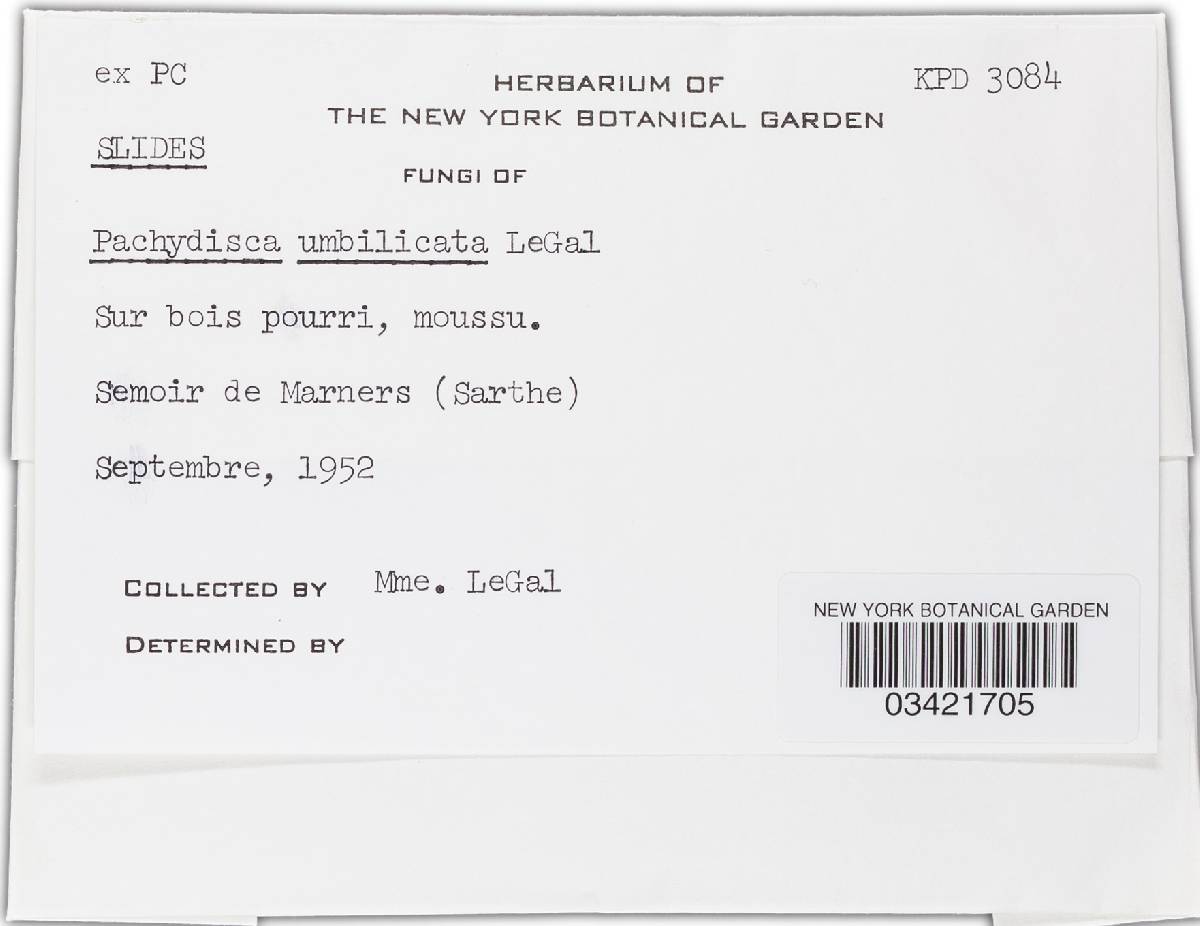 ex PC
HERBARIUM OF
KPD 3084
THE NEW YORK BOTANICAL GARDEN
SLIDES
FUNGI OF
Pachydisca umbilicata LeGal
Sur bois pourri, moussu.
Semoir de Marners (Sarthe)
Septembre, 1952
COLLECTED BY Mme. LeGal
DETERMINED BY
NEW YORK BOTANICAL GARDEN
03421705